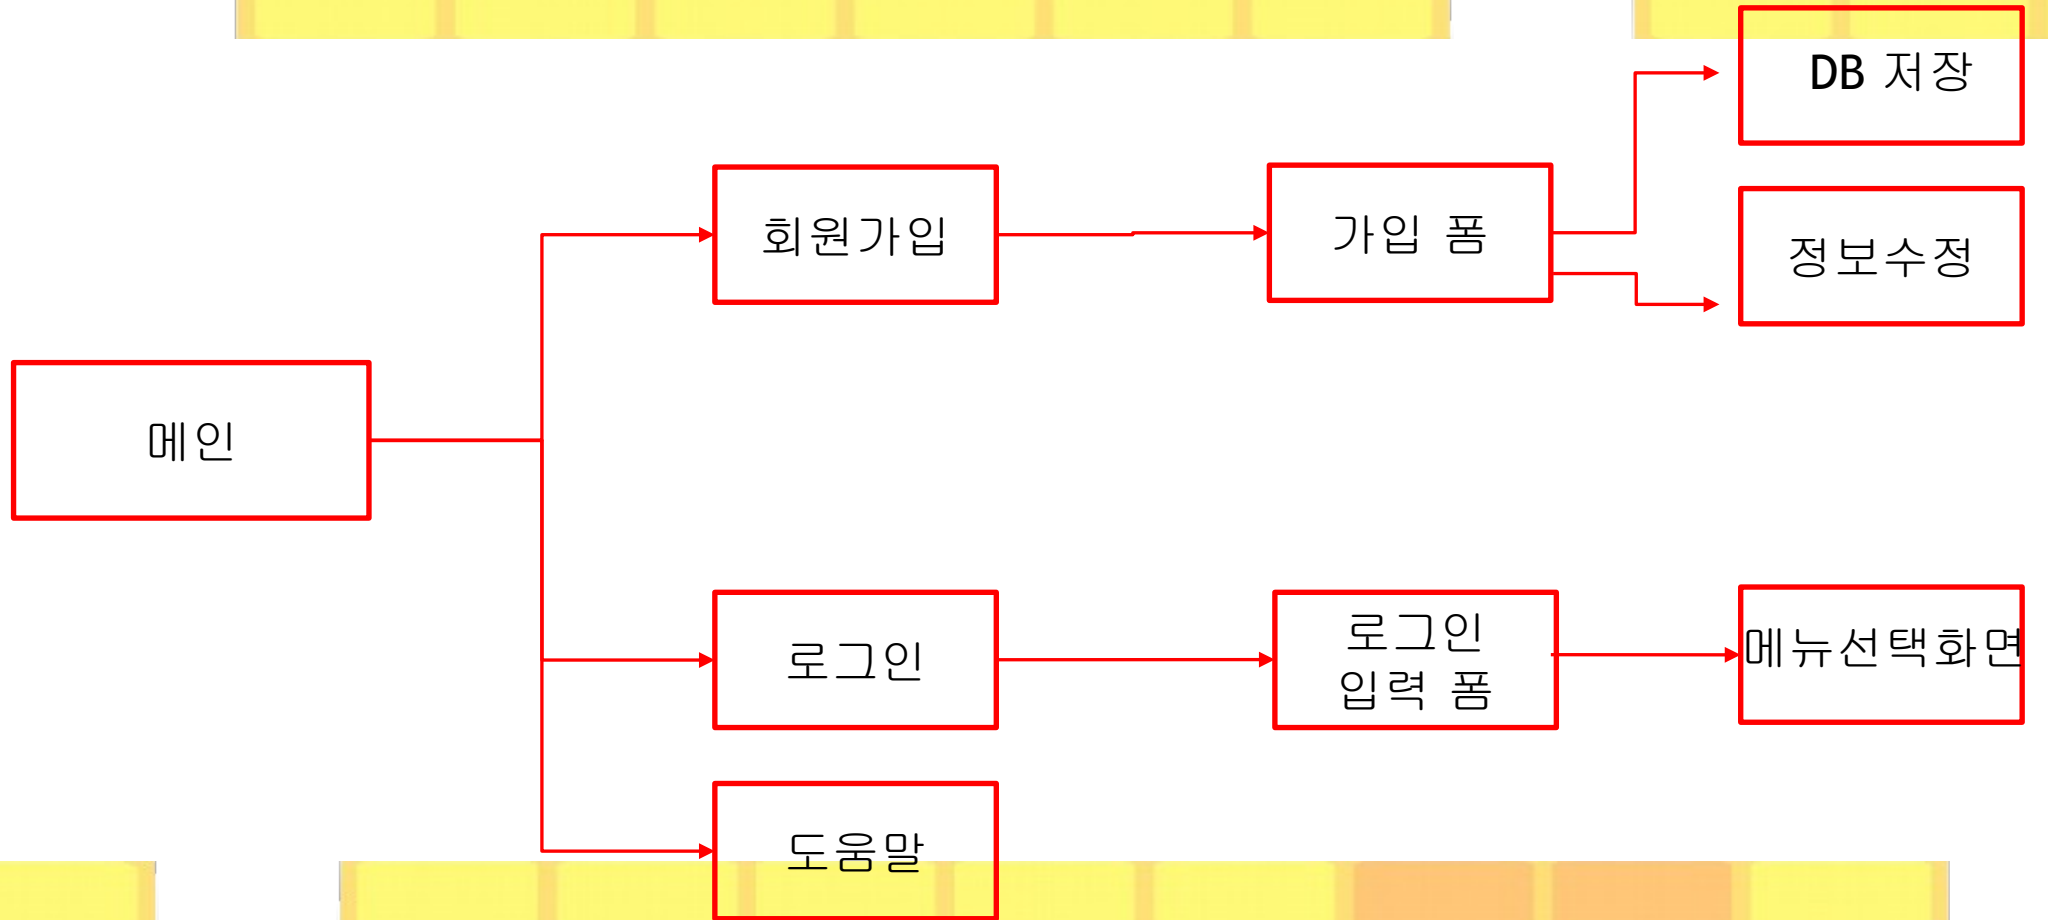 DB 저장
회원가입
가입 폼
정보수정
메인
로그인
로그인
입력 폼
메뉴선택화면
도움말